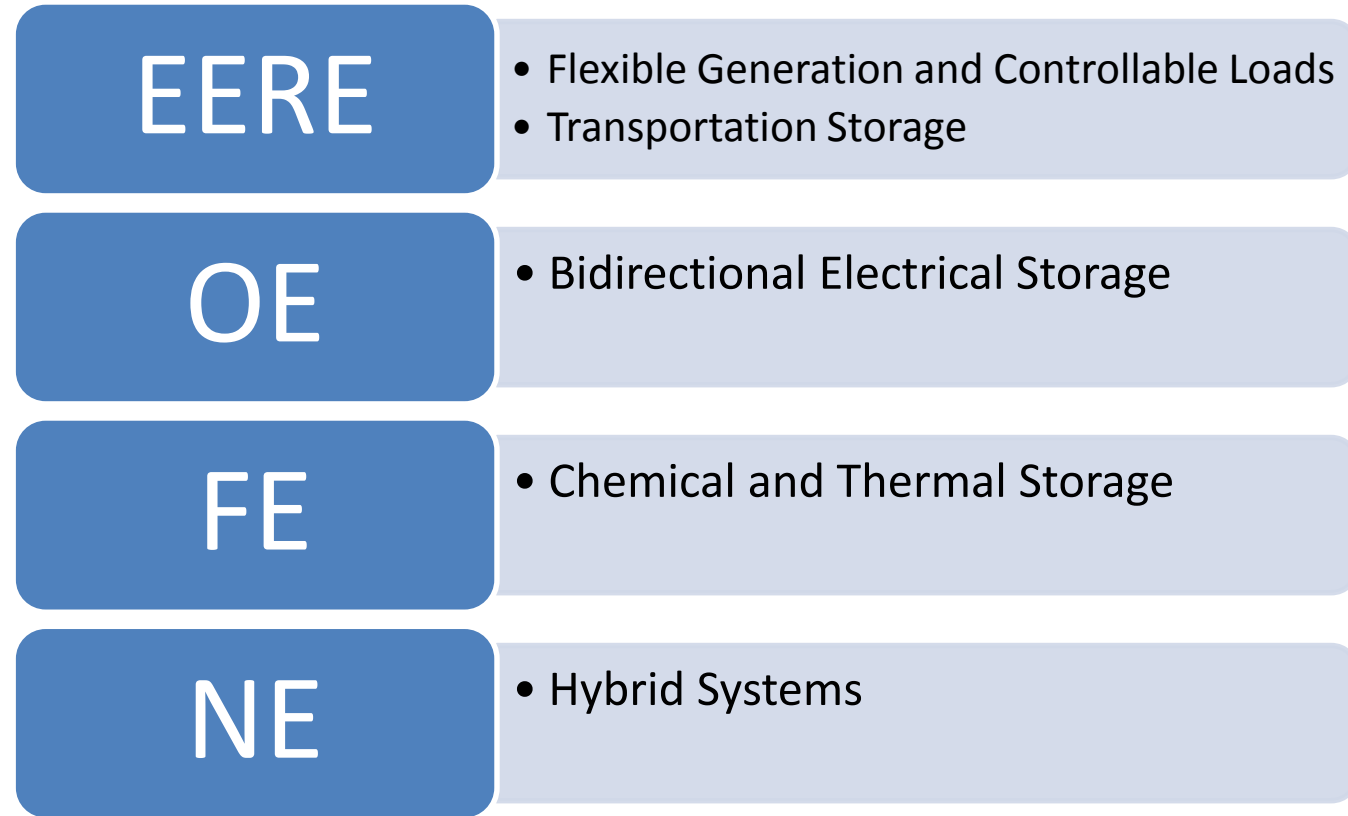 EERE
• Flexible Generation and Controllable Loads
• Transportation Storage
OE
• Bidirectional Electrical Storage
FE
• Chemical and Thermal Storage
NE
• Hybrid Systems